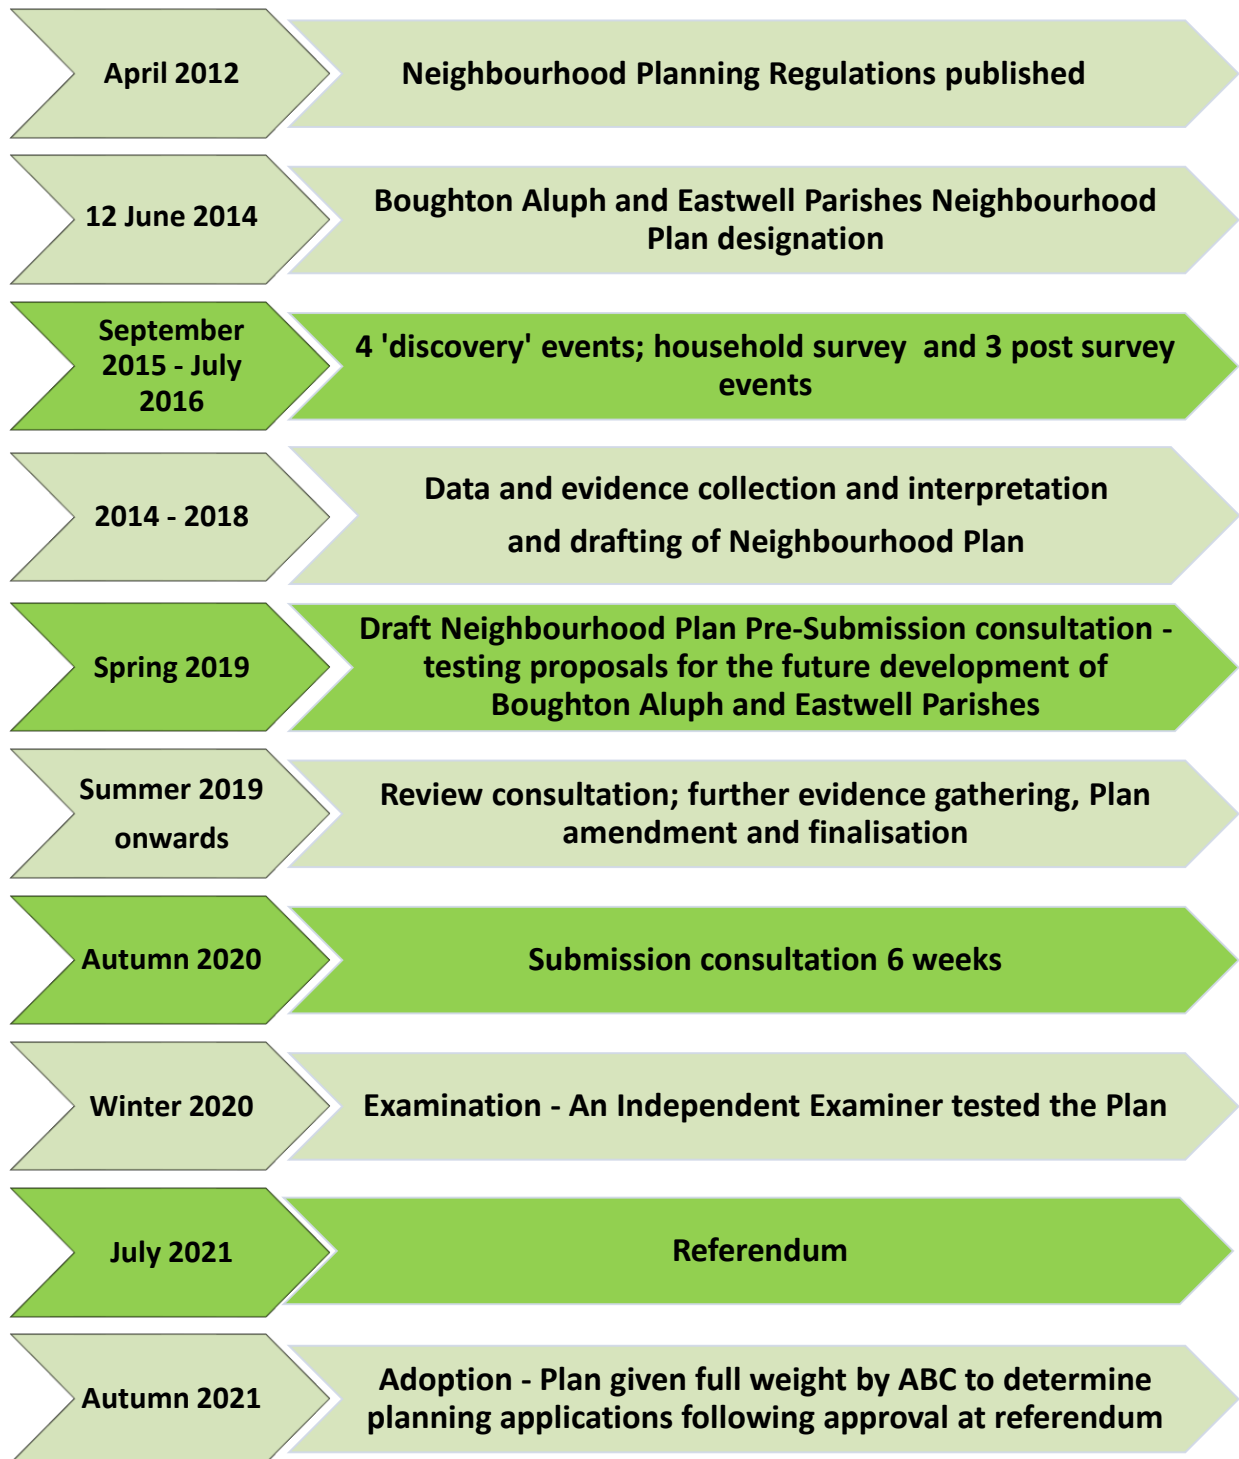 April 2012
Neighbourhood Planning Regulations published
12 June 2014
Boughton Aluph and Eastwell Parishes Neighbourhood
Plan designation
September
2015 - July
2016
4 'discovery' events; household survey and 3 post survey
events
2014 - 2018
Data and evidence collection and interpretation
and drafting of Neighbourhood Plan
Spring 2019
Draft Neighbourhood Plan Pre-Submission consultation -
testing proposals for the future development of
Boughton Aluph and Eastwell Parishes
Summer 2019
onwards
Review consultation; further evidence gathering, Plan
amendment and finalisation
Autumn 2020
Submission consultation 6 weeks
Winter 2020
Examination - An Independent Examiner tested the Plan
July 2021
Referendum
Autumn 2021
Adoption - Plan given full weight by ABC to determine
planning applications following approval at referendum